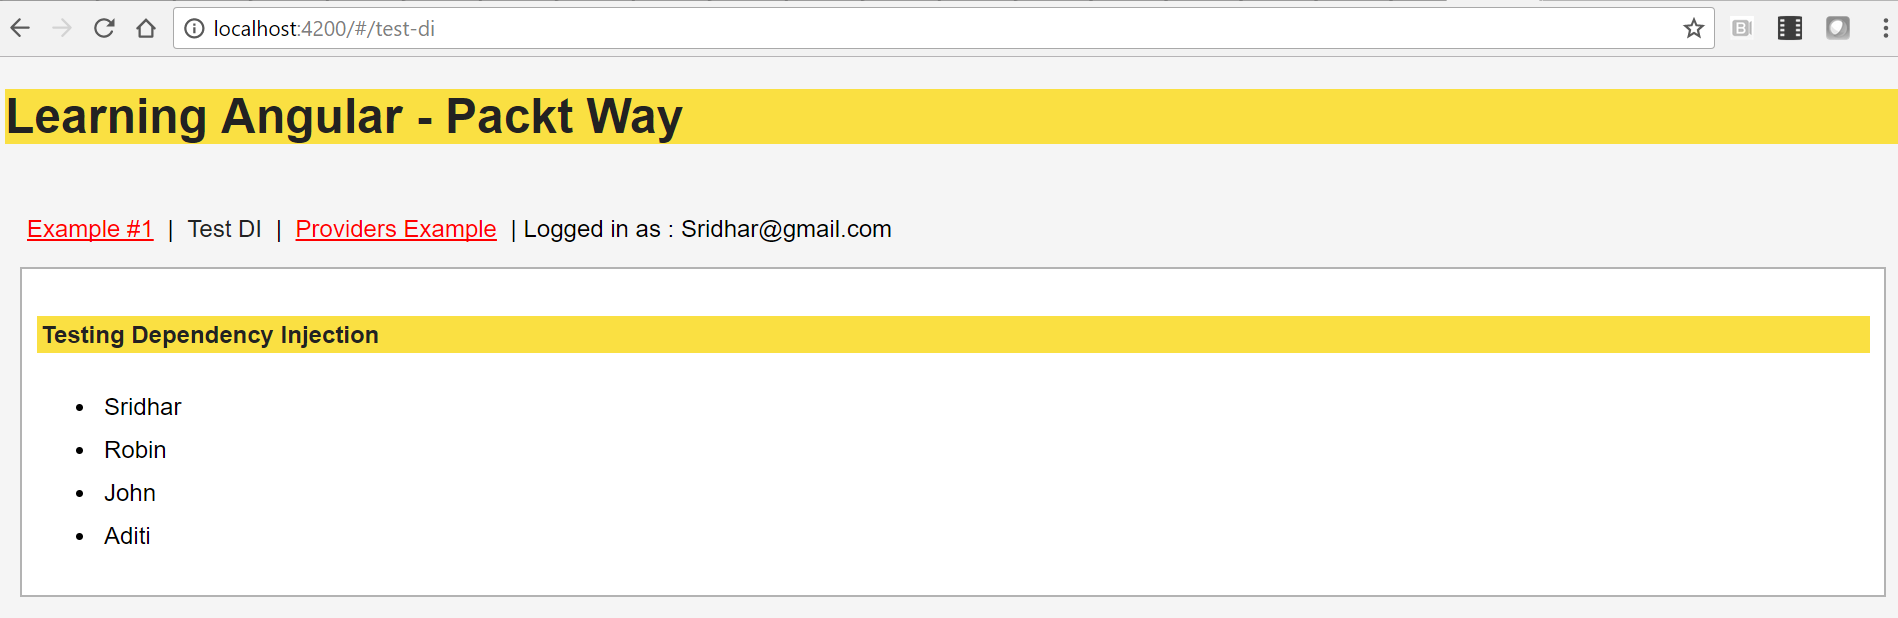 localhost:4200/#/test-di
Learning Angular - Packt Way
Example #1 | Test DI | Providers Example | Logged in as : Sridhar@gmail.com
Testing Dependency Injection
• Sridhar
• Robin
• John
• Aditi